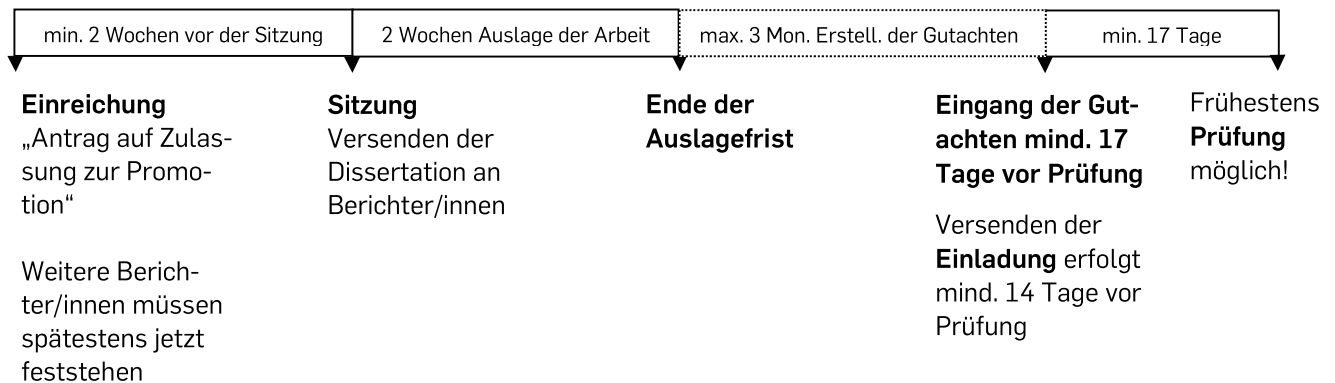 min. 2 Wochen vor der Sitzung
2 Wochen Auslage der Arbeit
max. 3 Mon. Erstell. der Gutachten
min. 17 Tage
Einreichung
„Antrag auf Zulas-
sung zur Promo-
tion“
Weitere Berich-
ter/innen müssen
spätestens jetzt
feststehen
Sitzung
Versenden der
Dissertation an
Berichter/innen
Ende der
Auslagefrist
Eingang der Gut-
achten mind. 17
Tage vor Prüfung
Versenden der
Einladung erfolgt
mind. 14 Tage vor
Prüfung
Frühestens
Prüfung
möglich!